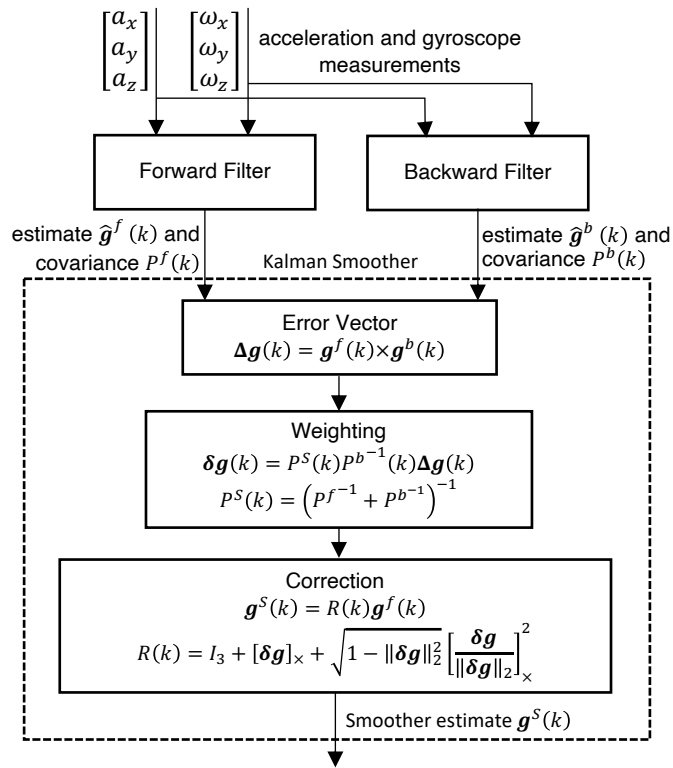 [a_x a_y a_z] [ω_x ω_y ω_z]
acceleration and gyroscope
measurements
Forward Filter
Backward Filter
estimate ĝ^f (k) and
covariance P^f(k)
estimate ĝ^b (k) and
covariance P^b(k)
Kalman Smoother
Error Vector
Δg(k) = g^f(k)×g^b(k)
Weighting
δg(k) = P^S(k)P^{b^{-1}}(k)Δg(k)
P^S(k) = (P^{f^{-1}} + P^{b^{-1}})^{-1}
Correction
g^S(k) = R(k)g^f(k)
R(k) = I_3 + [δg]_× + √(1 − ‖δg‖_2^2) [δg/‖δg‖_2]_×^2
Smoother estimate g^S(k)